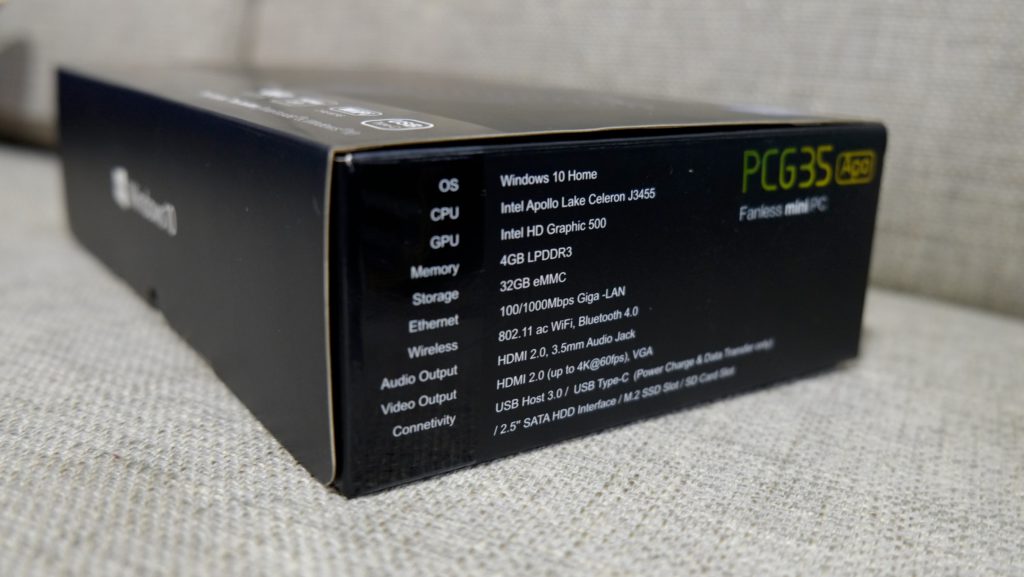 Windows 10
OS Windows 10 Home
CPU Intel Apollo Lake Celeron J3455
GPU Intel HD Graphic 500
Memory 4GB LPDDR3
Storage 32GB eMMC
Ethernet 100/1000Mbps Giga -LAN
Wireless 802.11 ac WiFi, Bluetooth 4.0
Audio Output HDMI 2.0, 3.5mm Audio Jack
Video Output HDMI 2.0 (up to 4K@60fps), VGA
Connetivity USB Host 3.0 / USB Type-C (Power Charge & Data Transfer only)
/ 2.5" SATA HDD Interface / M.2 SSD Slot / SD Card Slot
PCG35 Apo
Fanless mini PC